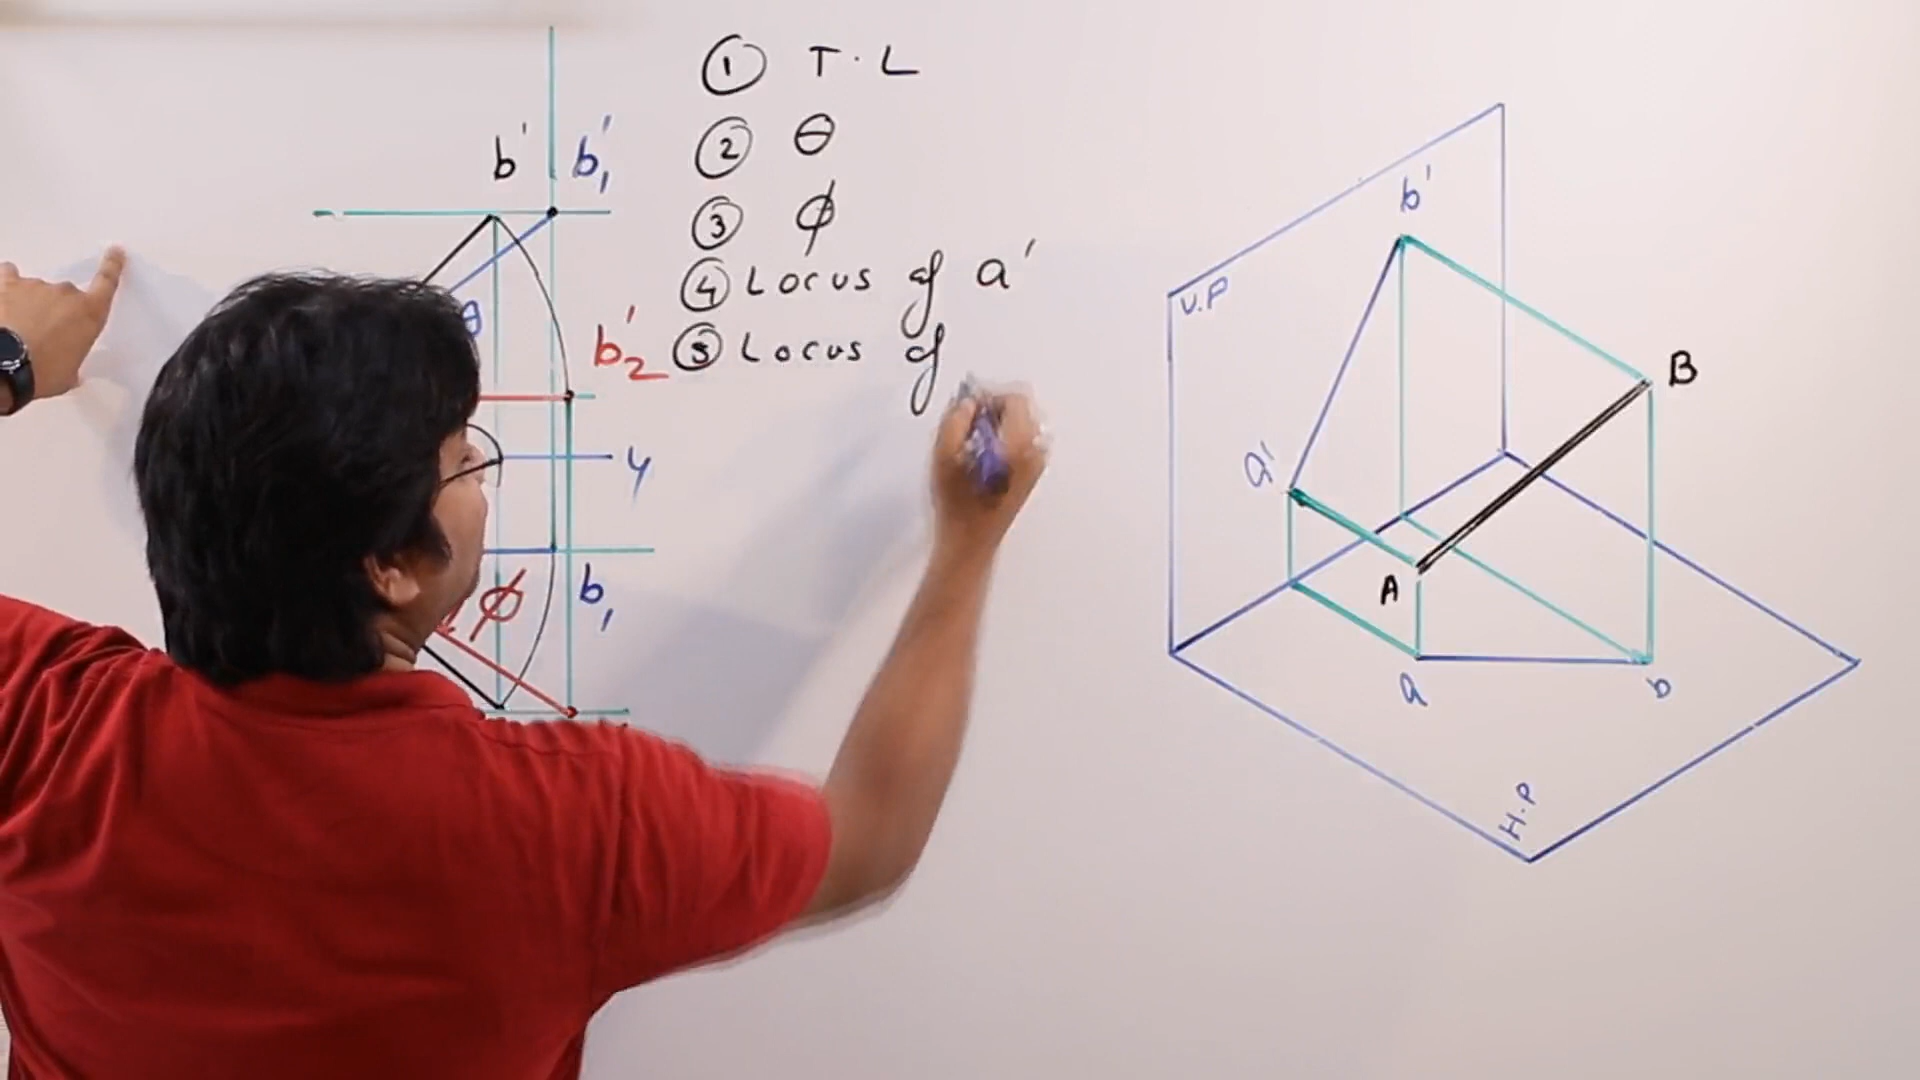 ① T.L
② θ
③ ϕ
④ Locus of a'
⑤ Locus of
b' b'₁
θ
b'₂
y
ϕ b₁
V.P
b'
B
a'
A
a b
H.P